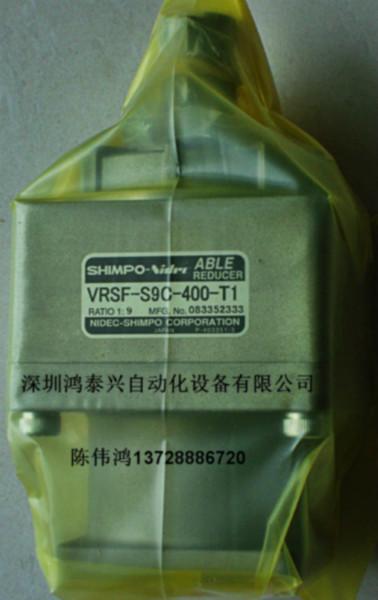 SHIMPO-Nidec ABLE REDUCER
VRSF-S9C-400-T1
RATIO 1: 9 MFG. No. 083352333
NIDEC-SHIMPO CORPORATION
JAPAN
深圳鸿泰兴自动化设备有限公司
陈伟鸿13728886720